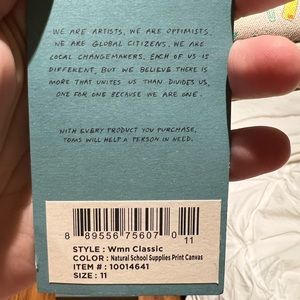 WE ARE ARTISTS, WE ARE OPTIMISTS.
WE ARE GLOBAL CITIZENS. WE ARE
LOCAL CHANGEMAKERS. EACH OF US IS
DIFFERENT, BUT WE BELIEVE THERE IS
MORE THAT UNITES US THAN DIVIDES US,
ONE FOR ONE BECAUSE WE ARE ONE.
WITH EVERY PRODUCT YOU PURCHASE,
TOMS WILL HELP A PERSON IN NEED.
8 89556 75607 0 11
STYLE : Wmn Classic
COLOR : Natural School Supplies Print Canvas
ITEM # : 10014641
SIZE : 11